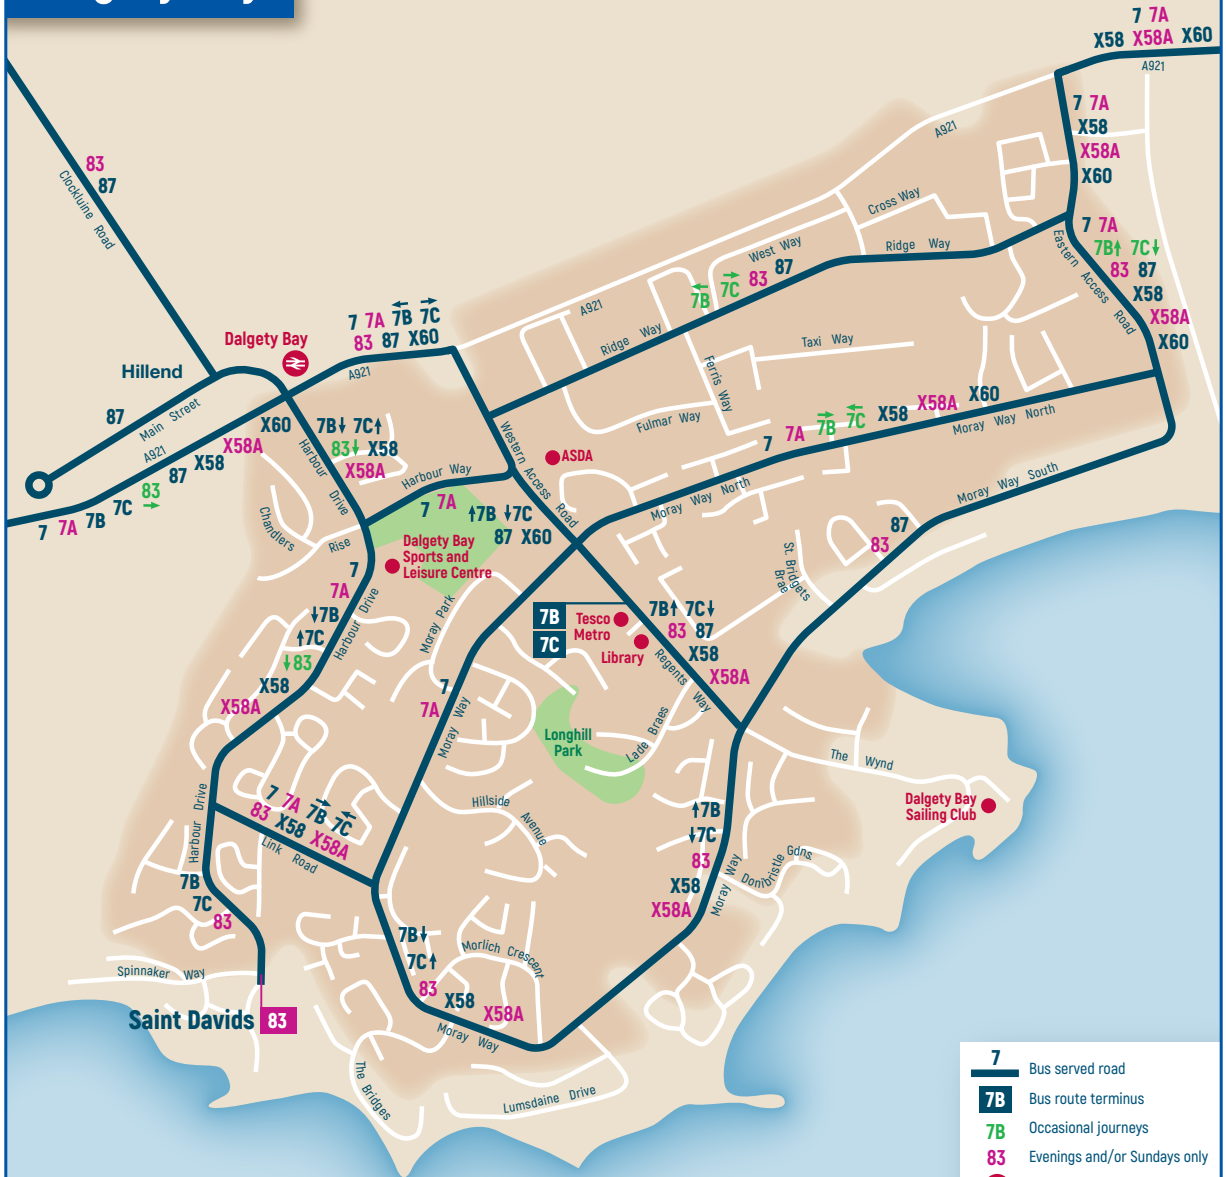 7 7A
X58 X58A X60
A921
7 7A
X58
X58A
X60
A921
Cross Way
83
87
Clockluine Road
7 7A
7B 7C
83 87
X58
X58A
X60
Eastern Access Road
Ridge Way
West Way
7B 7C 83 87
A921
Ridge Way
7 7A 7B 7C
83 87 X60
A921
Dalgety Bay
Hillend
87
Main Street
A921
Taxi Way
Ferris Way
Fulmar Way
X60
X58A
X58
87
83
7C
7B
7A
7
7B 7C
83 X58
X58A
Harbour Drive
Harbour Way
Western Access Road
ASDA
7 7A 7B 7C X58 X58A X60
Moray Way North
Moray Way North
Moray Way South
87
83
7 7A
7B 7C
87 X60
Chandlers Rise
Dalgety Bay
Sports and
Leisure Centre
St. Bridgets
Brae
7
7A
7B
7C
83
X58
X58A
Harbour Drive
Moray Park
7B
7C
Tesco
Metro
Library
7B 7C
83 87
X58
X58A
Regents Way
7
7A
Moray Way
Longhill
Park
Lade Braes
The Wynd
Dalgety Bay
Sailing Club
Harbour Drive
7 7A 7B 7C
83 X58 X58A
Link Road
Hillside Avenue
7B
7C
83
X58
X58A
Moray Way
Donibristle Gdns
7B
7C
83
Spinnaker Way
Saint Davids 83
7B
7C
83
X58
X58A
Morlich Crescent
Moray Way
The Bridges
Lumsdaine Drive
7
Bus served road
7B Bus route terminus
7B Occasional journeys
83 Evenings and/or Sundays only